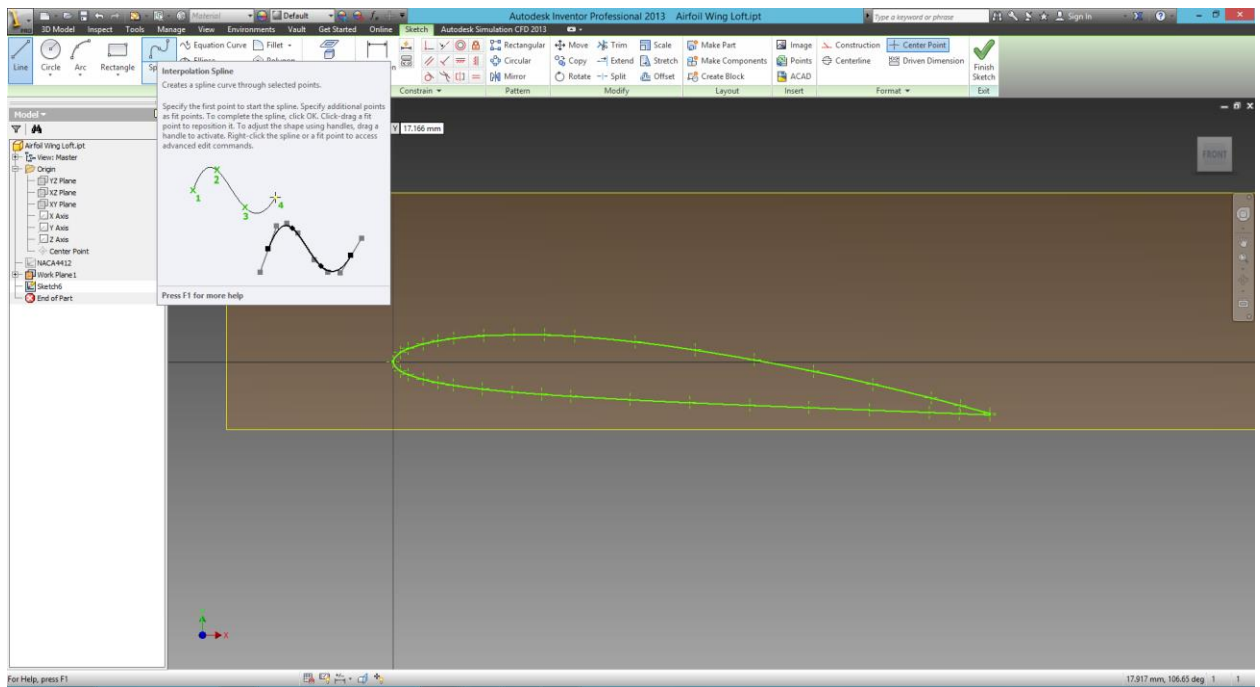 Material
Default
Autodesk Inventor Professional 2013 Airfoil Wing Loft.ipt
Type a keyword or phrase
Sign In
PRO
3D Model Inspect Tools Manage View Environments Vault Get Started Online Sketch Autodesk Simulation CFD 2013
Line
Circle
Arc
Rectangle
Equation Curve
Fillet
Rectangular
Circular
Mirror
Move
Copy
Rotate
Trim
Extend
Split
Scale
Stretch
Offset
Make Part
Make Components
Create Block
Image
Points
ACAD
Construction
Centerline
Center Point
Driven Dimension
Finish
Sketch
Constrain
Pattern
Modify
Layout
Insert
Format
Exit
Interpolation Spline
Creates a spline curve through selected points.
Specify the first point to start the spline. Specify additional points
as fit points. To complete the spline, click OK. Click-drag a fit
point to reposition it. To adjust the shape using handles, drag a
handle to activate. Right-click the spline or a fit point to access
advanced edit commands.
1
2
3
4
Press F1 for more help
Y 17.166 mm
Model
Airfoil Wing Loft.ipt
View: Master
Origin
YZ Plane
XZ Plane
XY Plane
X Axis
Y Axis
Z Axis
Center Point
NACA4412
Work Plane1
Sketch6
End of Part
FRONT
X
For Help, press F1
17.917 mm, 106.65 deg 1 1